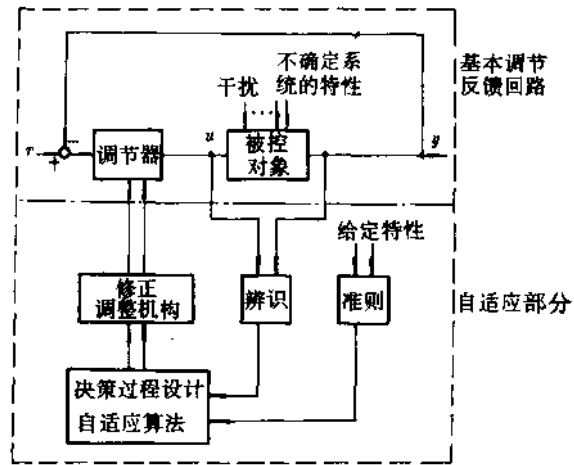 不确定系
统的特性
干扰
基本调节
反馈回路
r
+
−
调节器
u
被控
对象
y
给定特性
修正
调整机构
辨识
准则
自适应部分
决策过程设计
自适应算法